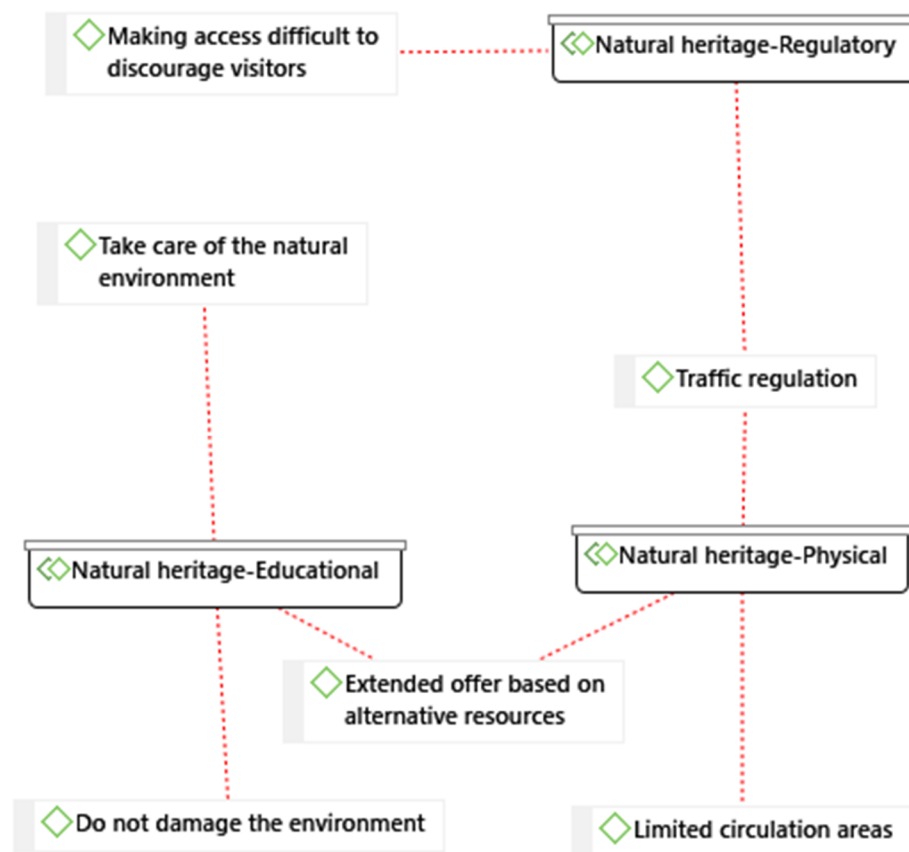 Making access difficult to
discourage visitors
Natural heritage-Regulatory
Take care of the natural
environment
Traffic regulation
Natural heritage-Educational
Natural heritage-Physical
Extended offer based on
alternative resources
Do not damage the environment
Limited circulation areas